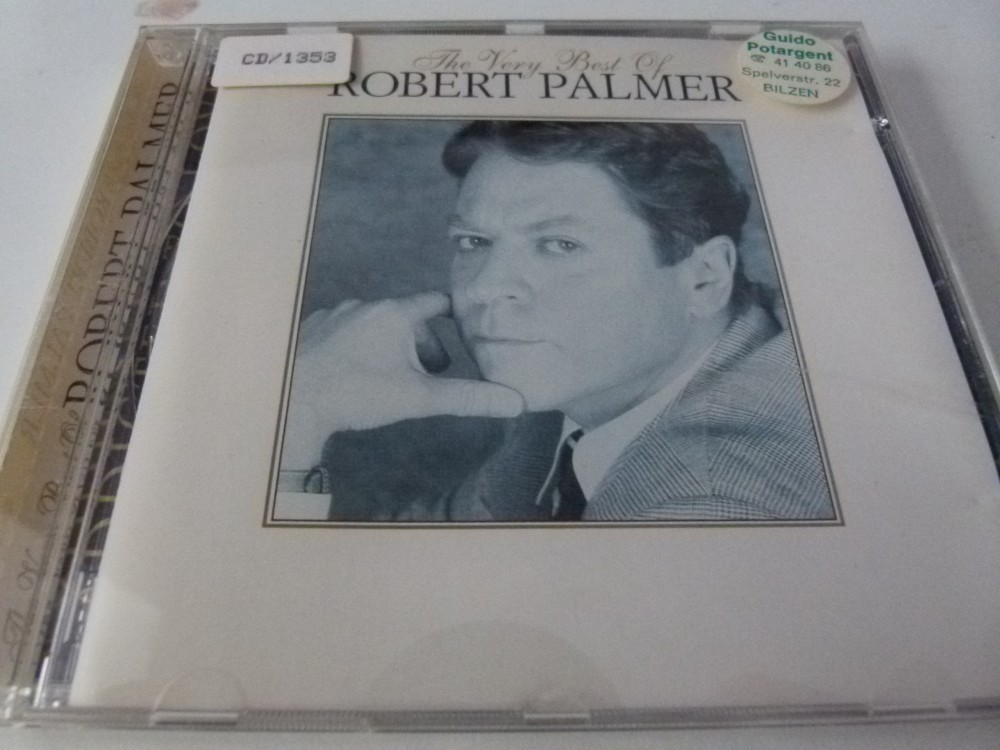 CD/1353
The Very Best Of
ROBERT PALMER
Guido
Potargent
☎ 41 40 86
Spelverstr. 22
BILZEN
ROBERT PALMER